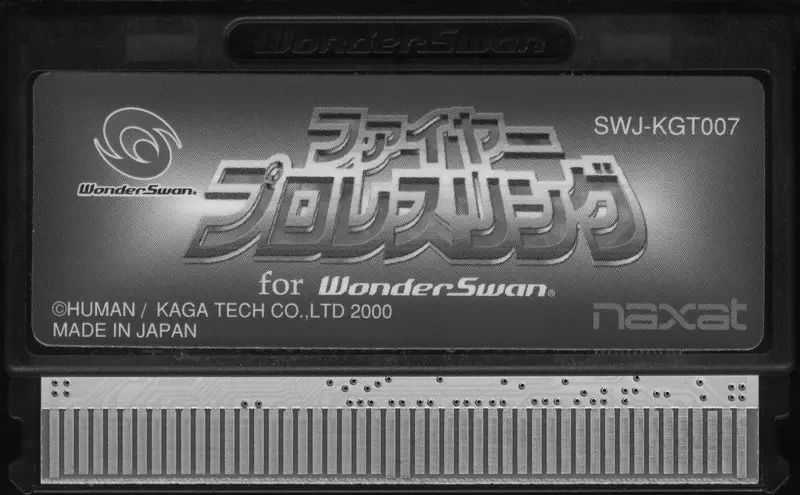 WonderSwan
SWJ-KGT007
ファイヤー
プロレスリング
WonderSwan®
for WonderSwan®
©HUMAN / KAGA TECH CO.,LTD 2000
MADE IN JAPAN
naxat